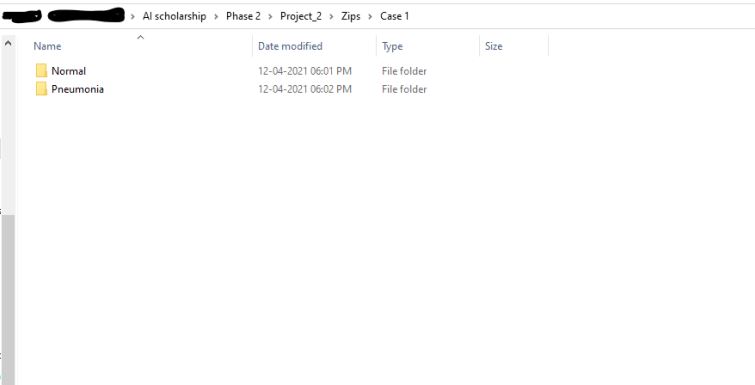 > AI scholarship > Phase 2 > Project_2 > Zips > Case 1
Name Date modified Type Size
Normal 12-04-2021 06:01 PM File folder
Pneumonia 12-04-2021 06:02 PM File folder